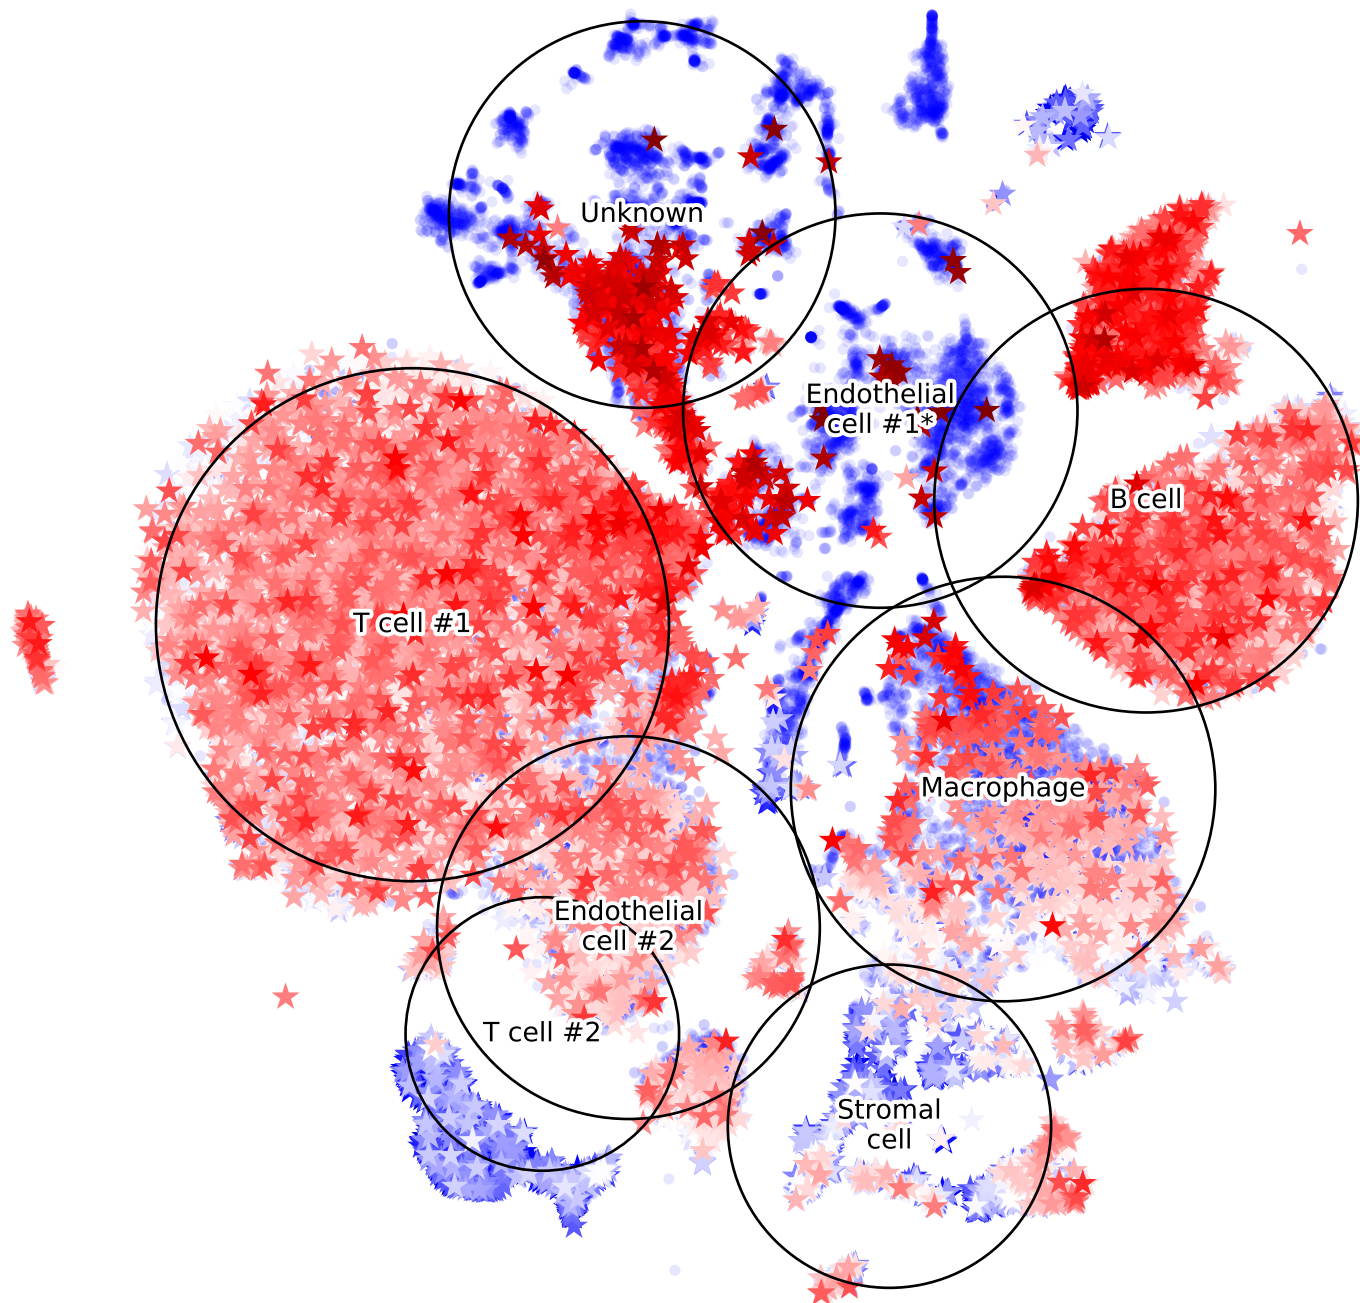 Unknown
Endothelial
cell #1*
B cell
T cell #1
Macrophage
Endothelial
cell #2
T cell #2
Stromal
cell